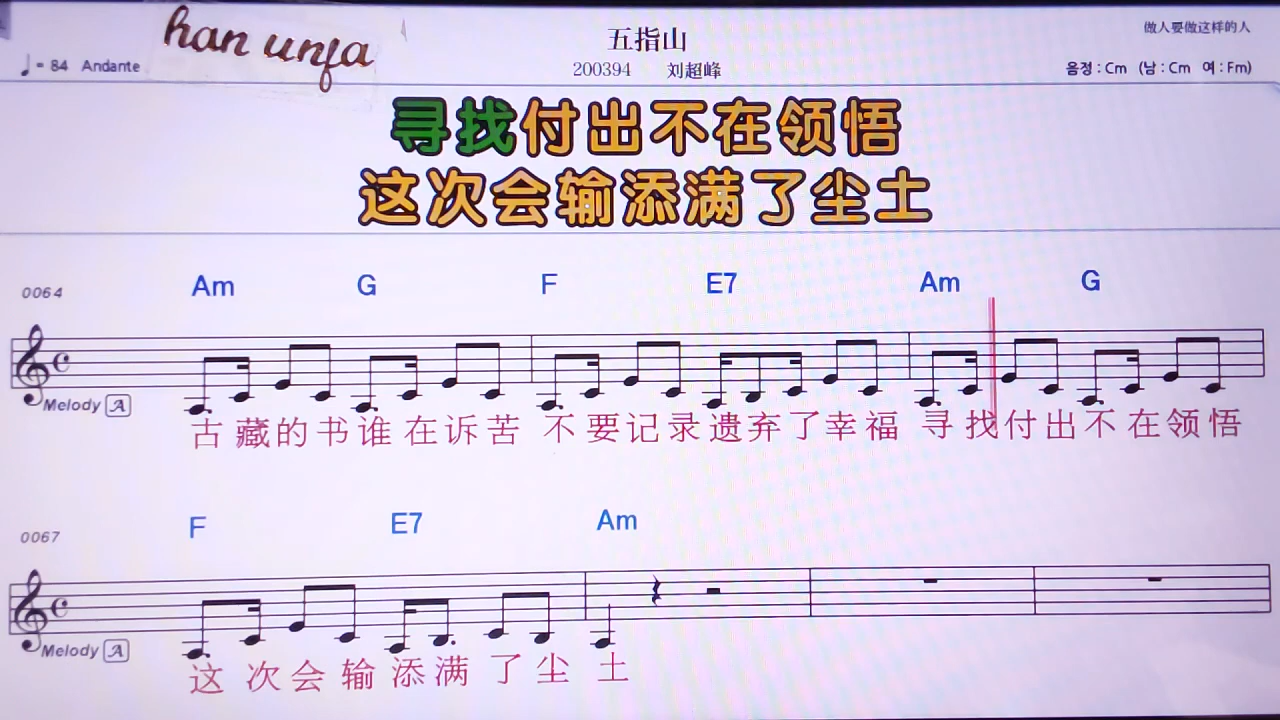 han unfa
五指山
做人要做这样的人
♩= 84 Andante
200394 刘超峰
음정 : Cm (남 : Cm 여 : Fm)
寻找付出不在领悟
这次会输添满了尘土
0064
Am G F E7 Am G
Melody A
古藏的书谁在诉苦 不要记录遗弃了幸福 寻找付出不在领悟
0067
F E7 Am
Melody A
这次会输添满了尘土